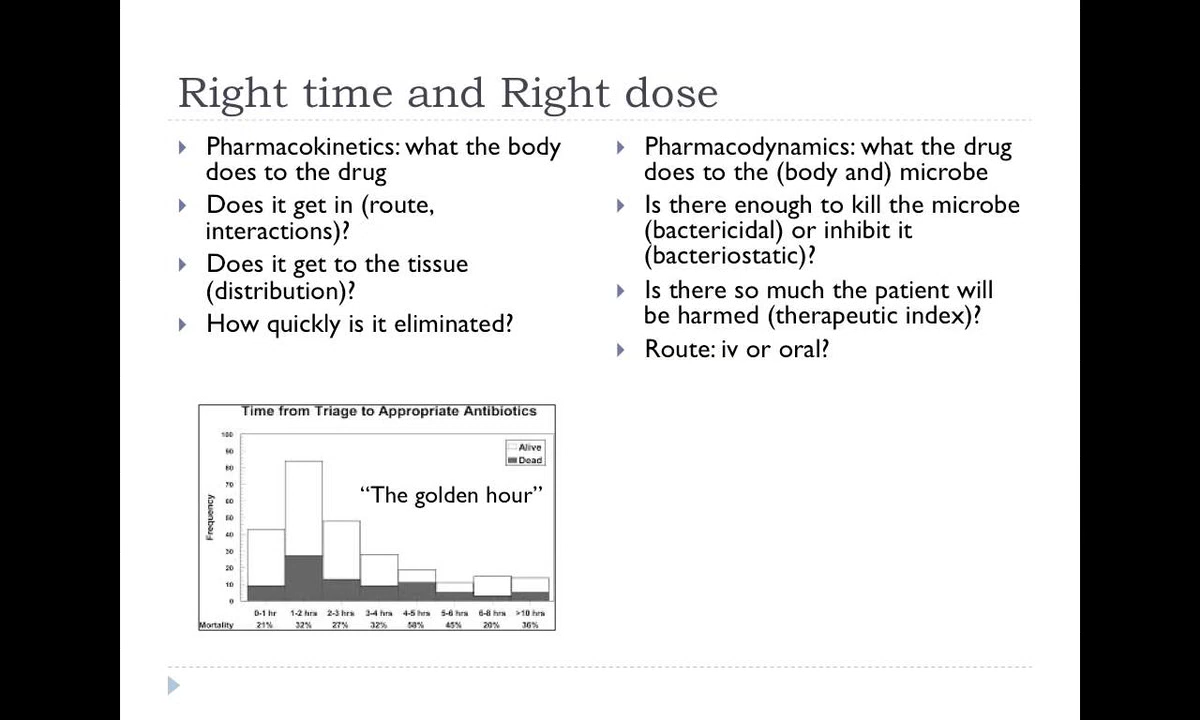 Right time and Right dose
Pharmacokinetics: what the body
does to the drug
Does it get in (route,
interactions)?
Does it get to the tissue
(distribution)?
How quickly is it eliminated?
Pharmacodynamics: what the drug
does to the (body and) microbe
Is there enough to kill the microbe
(bactericidal) or inhibit it
(bacteriostatic)?
Is there so much the patient will
be harmed (therapeutic index)?
Route: iv or oral?
Time from Triage to Appropriate Antibiotics
100
90
80
70
60
50
40
30
20
10
0
Frequency
Alive
Dead
“The golden hour”
0-1 hr 1-2 hrs 2-3 hrs 3-4 hrs 4-5 hrs 5-6 hrs 6-8 hrs >10 hrs
Mortality 21% 32% 27% 32% 58% 45% 20% 36%